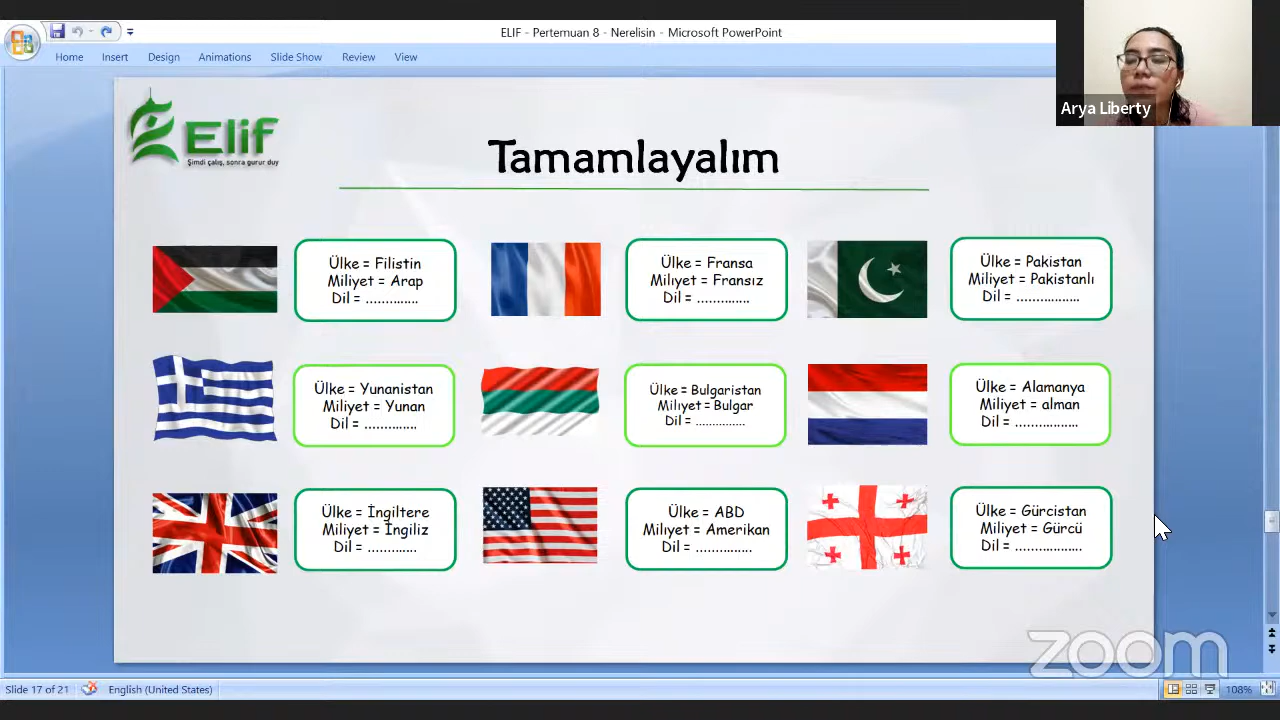 ELIF - Pertemuan 8 - Nerelisin - Microsoft PowerPoint
Home Insert Design Animations Slide Show Review View
Arya Liberty
Elif
Şimdi çalış, sonra gurur duy
Tamamlayalım
Ülke = Filistin
Miliyet = Arap
Dil = .............
Ülke = Fransa
Miliyet = Fransız
Dil = .............
Ülke = Pakistan
Miliyet = Pakistanlı
Dil = ................
Ülke = Yunanistan
Miliyet = Yunan
Dil = .............
Ülke = Bulgaristan
Miliyet = Bulgar
Dil = ..............
Ülke = Alamanya
Miliyet = alman
Dil = ................
Ülke = İngiltere
Miliyet = İngiliz
Dil = ............
Ülke = ABD
Miliyet = Amerikan
Dil = ..............
Ülke = Gürcistan
Miliyet = Gürcü
Dil = .................
zoom
Slide 17 of 21 English (United States) 108%